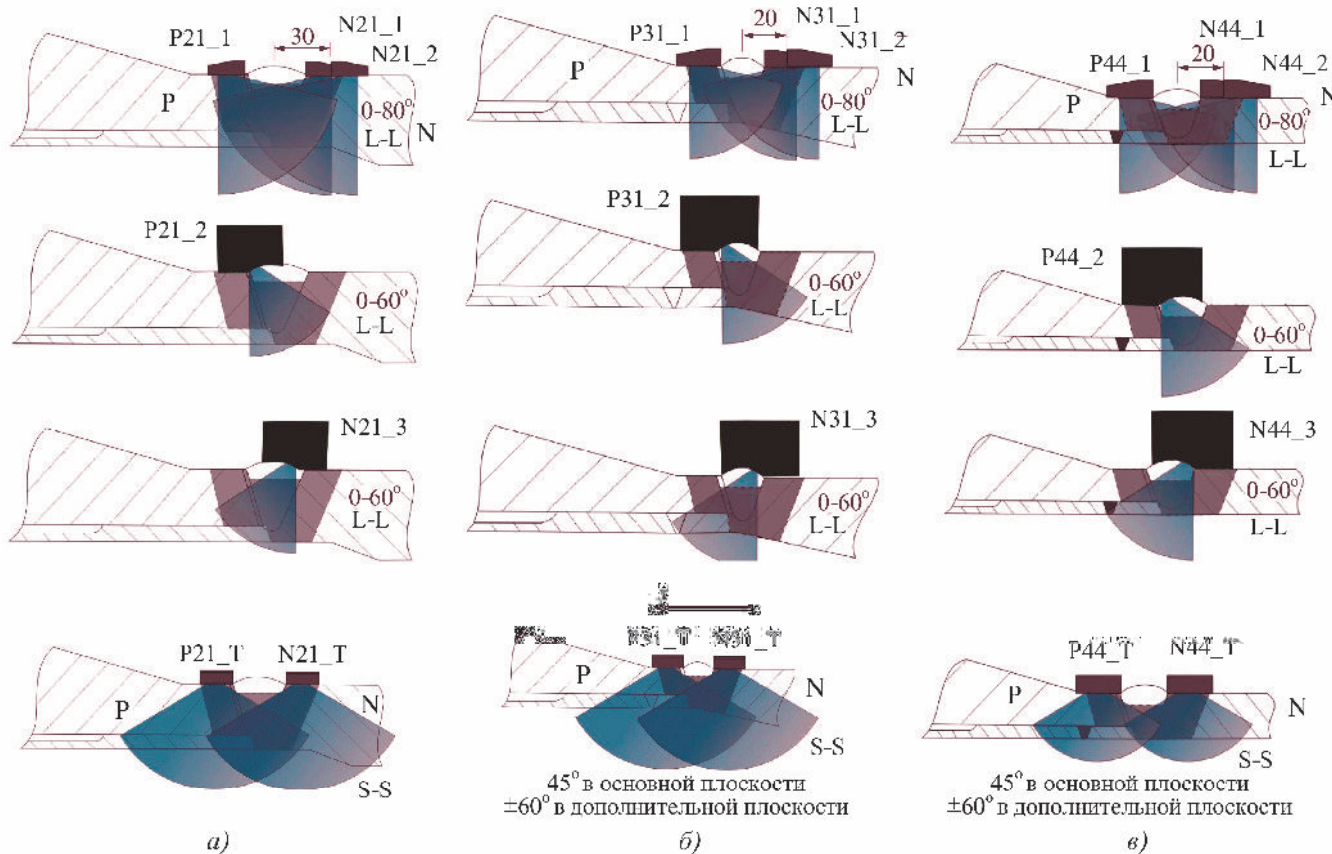 P21_1
30
N21_1
N21_2
P
0-80°
L-L
N
P21_2
0-60°
L-L
N21_3
0-60°
L-L
P21_T
N21_T
P
S-S
а)
P31_1
20
N31_1
N31_2
P
N
0-80°
L-L
P31_2
0-60°
L-L
N31_3
0-60°
L-L
P
N
S-S
45° в основной плоскости
±60° в дополнительной плоскости
б)
N44_1
P44_1
20
N44_2
P
N
0-80°
L-L
P44_2
0-60°
L-L
N44_3
0-60°
L-L
P44_T
N44_T
P
N
S-S
45° в основной плоскости
±60° в дополнительной плоскости
в)